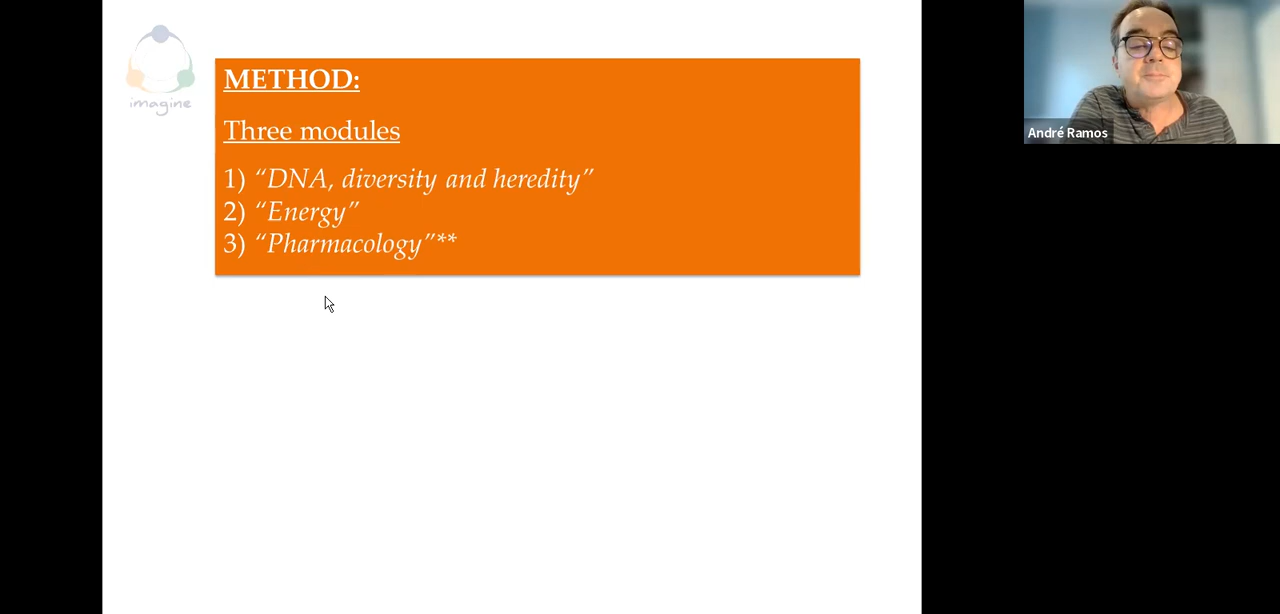 imagine
METHOD:
Three modules
1) “DNA, diversity and heredity”
2) “Energy”
3) “Pharmacology”**
André Ramos